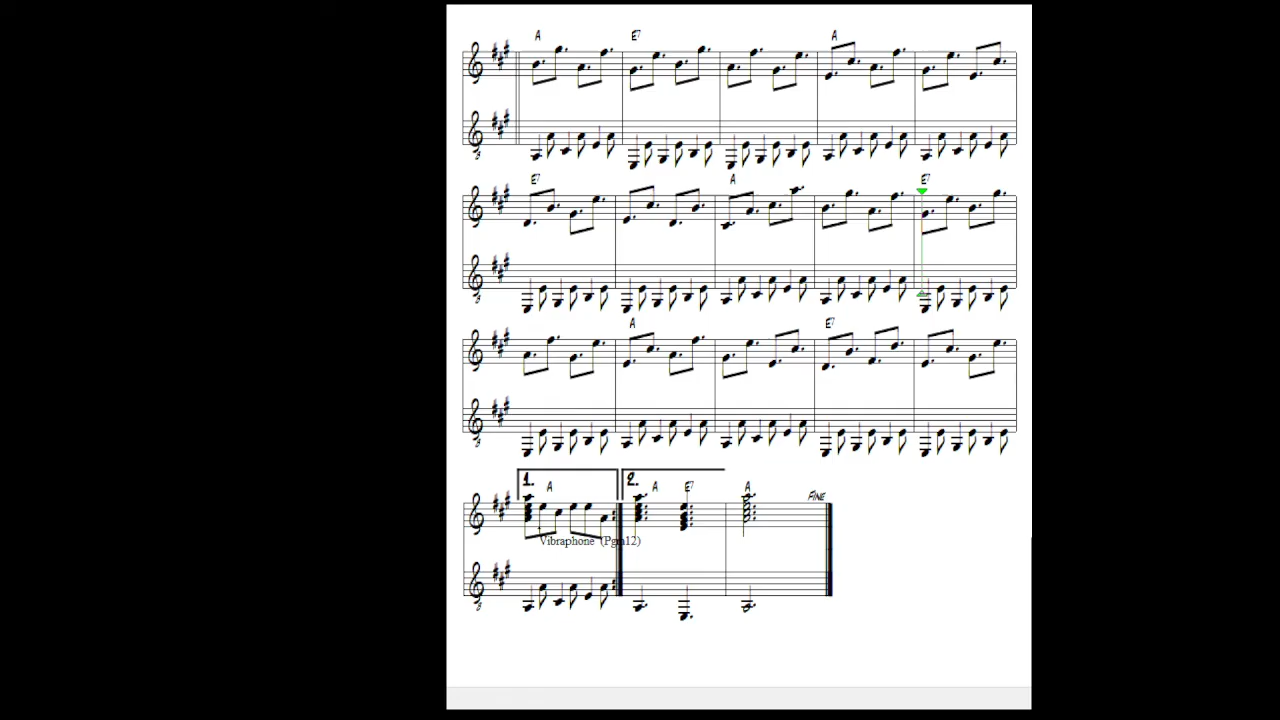 A E7 A
E7 A E7
A E7
1. A 2. A E7 A FINE
Vibraphone (Pgm12)